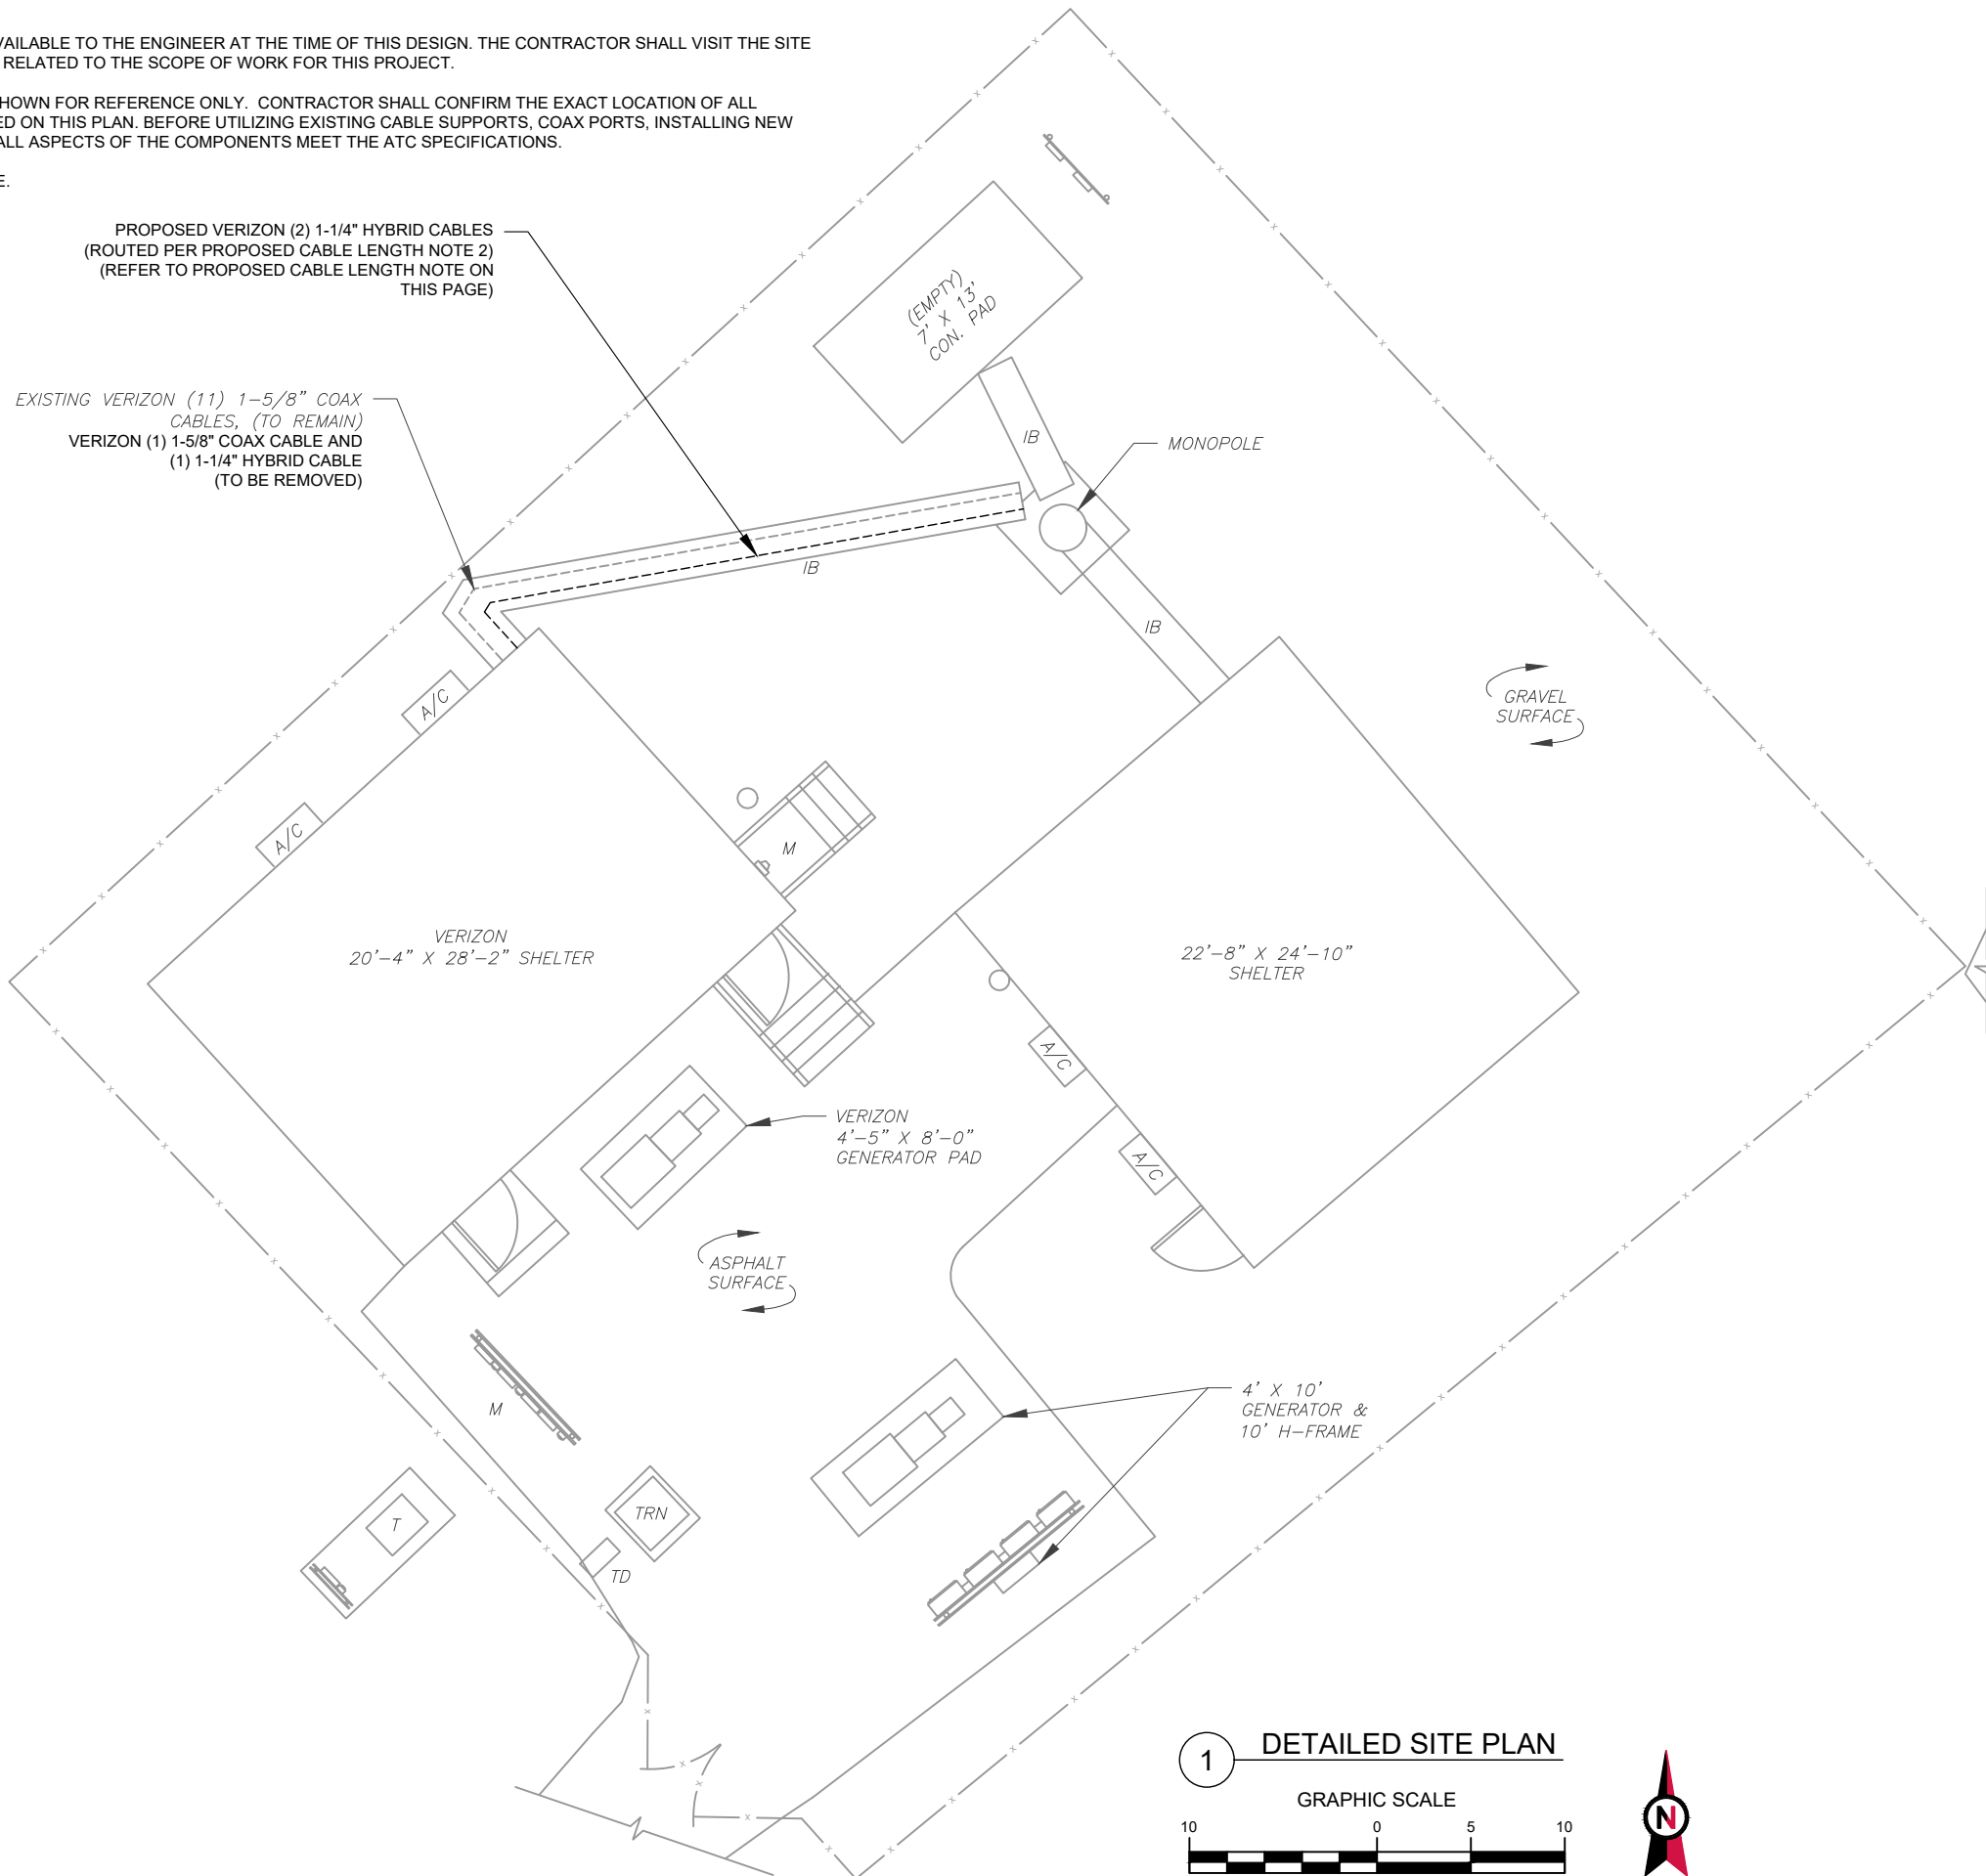 VAILABLE TO THE ENGINEER AT THE TIME OF THIS DESIGN. THE CONTRACTOR SHALL VISIT THE SITE
RELATED TO THE SCOPE OF WORK FOR THIS PROJECT.
HOWN FOR REFERENCE ONLY. CONTRACTOR SHALL CONFIRM THE EXACT LOCATION OF ALL
ED ON THIS PLAN. BEFORE UTILIZING EXISTING CABLE SUPPORTS, COAX PORTS, INSTALLING NEW
ALL ASPECTS OF THE COMPONENTS MEET THE ATC SPECIFICATIONS.
E.
PROPOSED VERIZON (2) 1-1/4" HYBRID CABLES
(ROUTED PER PROPOSED CABLE LENGTH NOTE 2)
(REFER TO PROPOSED CABLE LENGTH NOTE ON
THIS PAGE)
(EMPTY)
7' X 13'
CON. PAD
EXISTING VERIZON (11) 1-5/8" COAX
CABLES, (TO REMAIN)
VERIZON (1) 1-5/8" COAX CABLE AND
(1) 1-1/4" HYBRID CABLE
(TO BE REMOVED)
IB
MONOPOLE
IB
IB
A/C
GRAVEL
SURFACE
A/C
M
VERIZON
20'-4" X 28'-2" SHELTER
22'-8" X 24'-10"
SHELTER
A/C
VERIZON
4'-5" X 8'-0"
GENERATOR PAD
A/C
ASPHALT
SURFACE
4' X 10'
GENERATOR &
10' H-FRAME
M
TRN
T
TD
1
DETAILED SITE PLAN
GRAPHIC SCALE
10 0 5 10
N